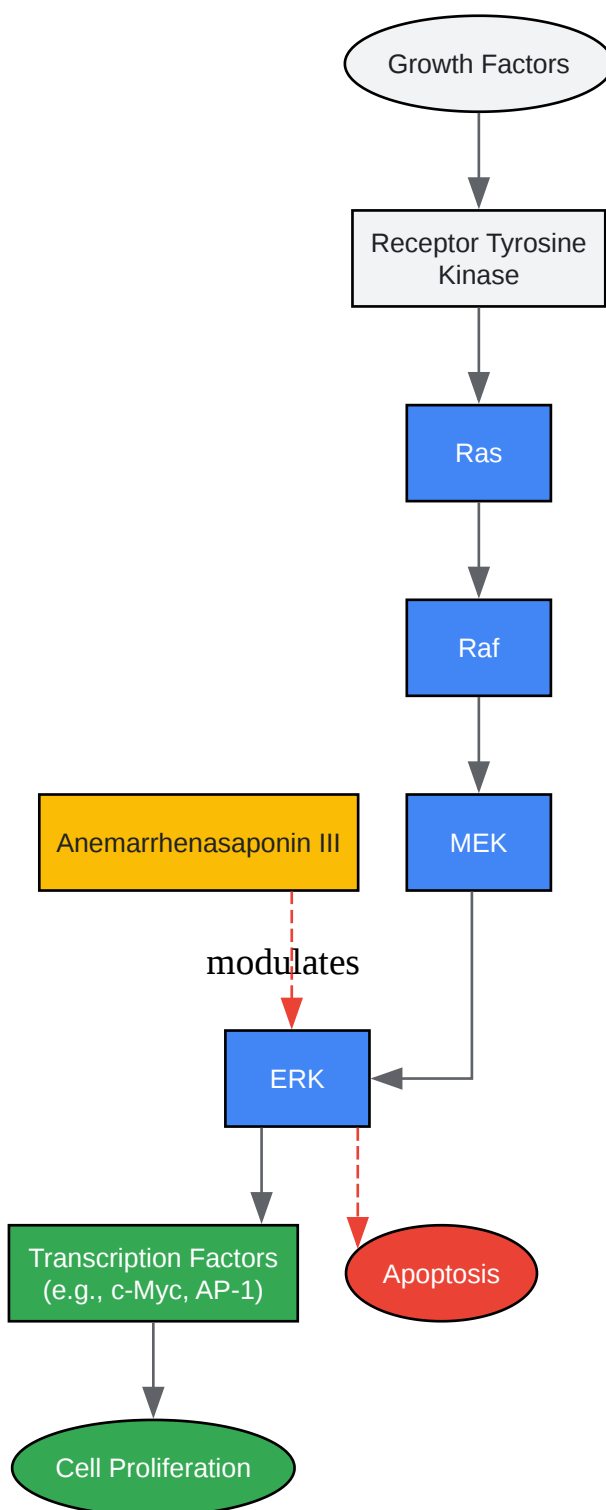 Growth Factors
Receptor Tyrosine
Kinase
Ras
Raf
Anemarrhenasaponin III
MEK
modulates
ERK
Transcription Factors
(e.g., c-Myc, AP-1)
Apoptosis
Cell Proliferation